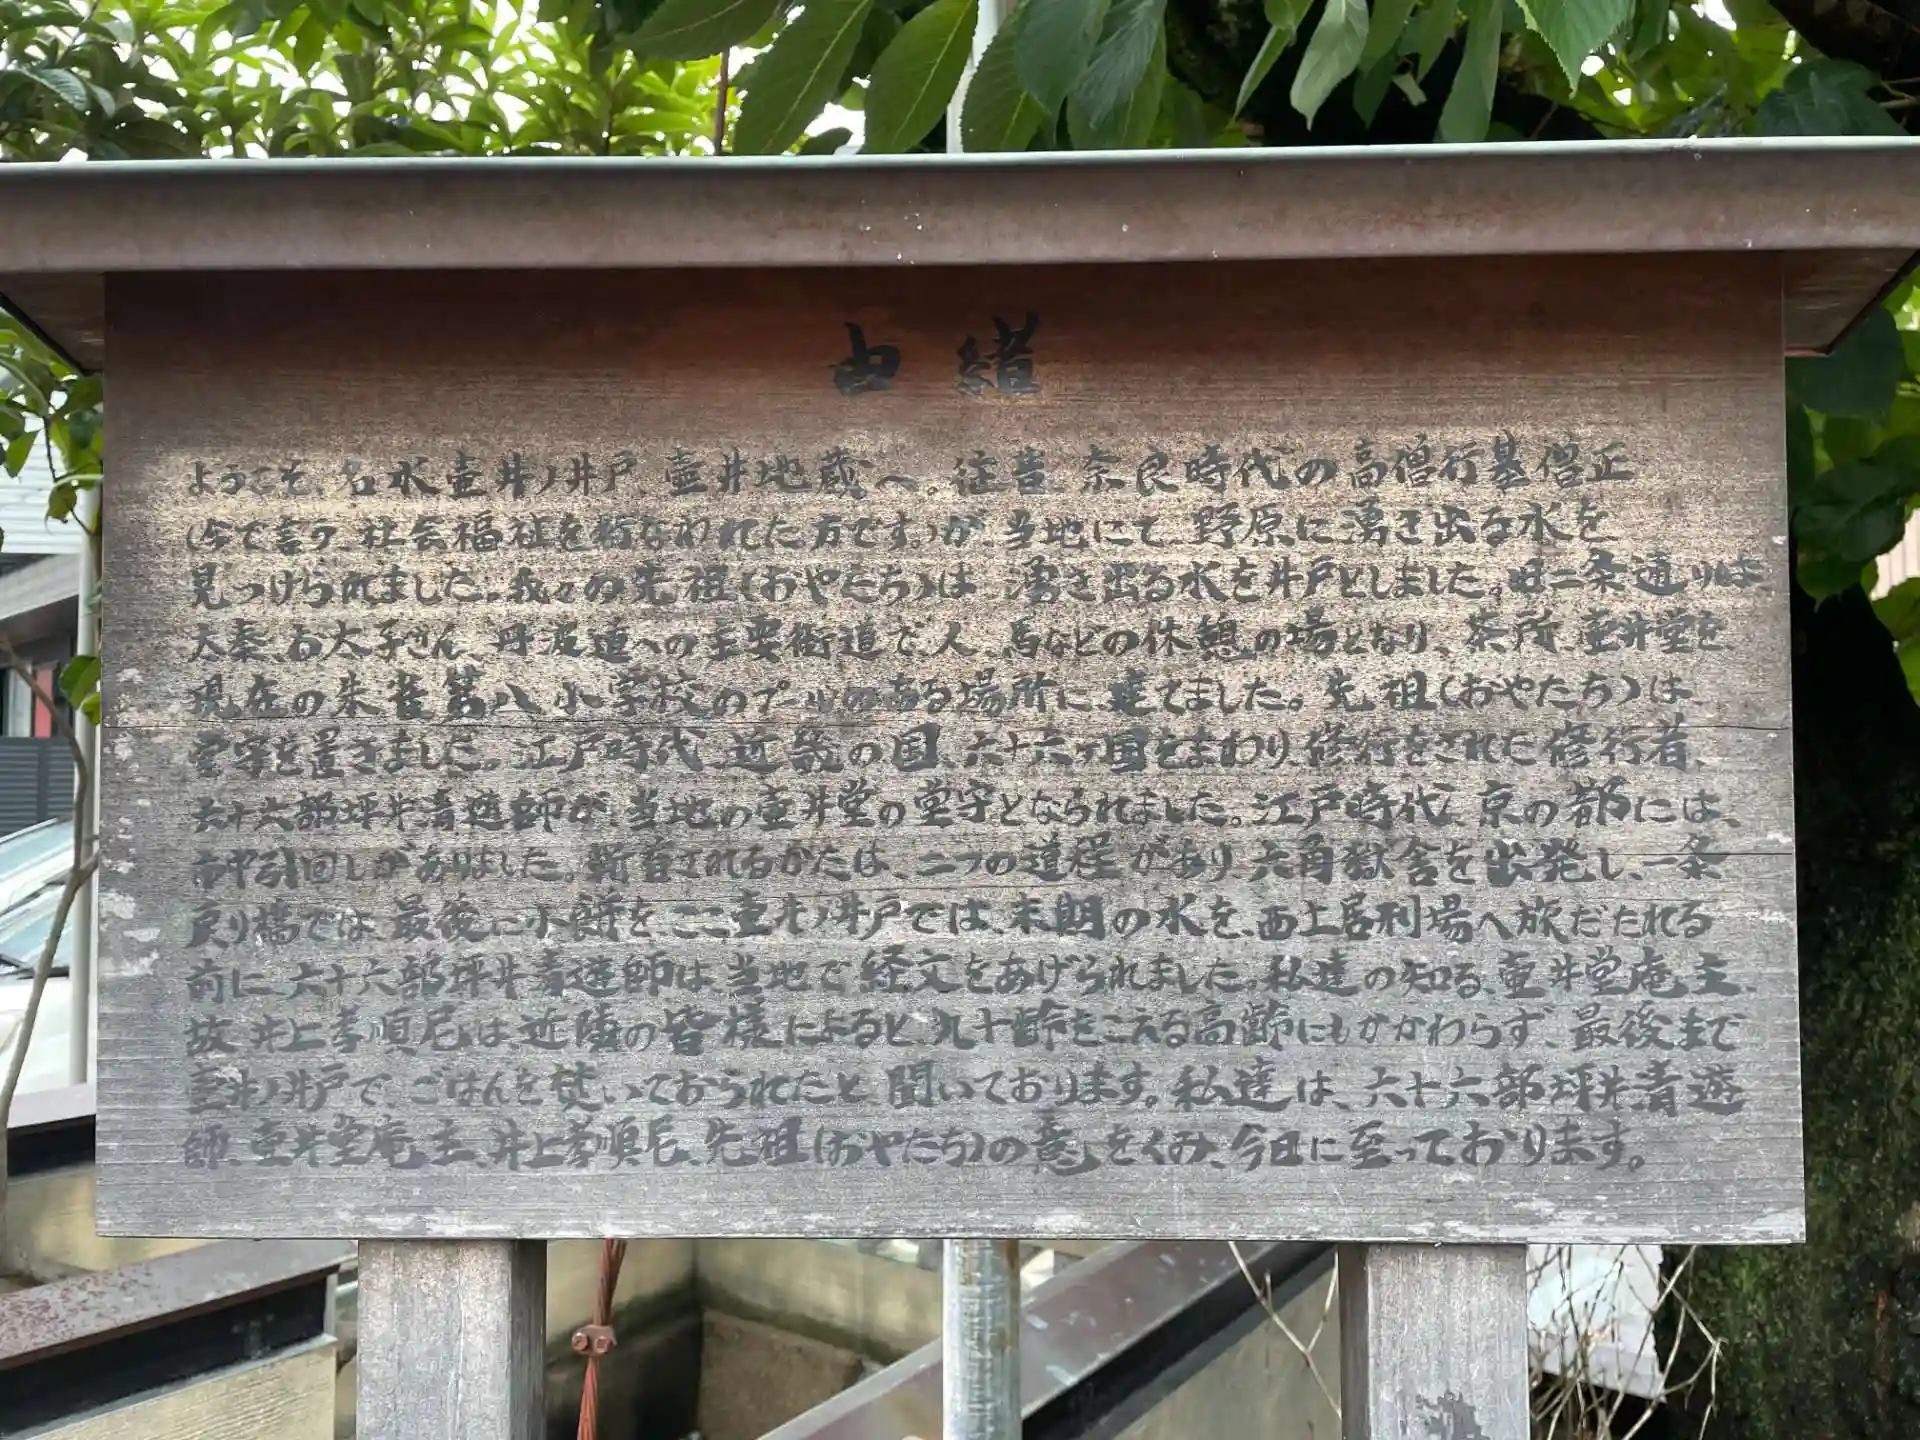 由緒
ようこそ、名水壺井ノ井戸、壺井地蔵へ。往昔、奈良時代の高僧行基僧正
(今で言う、社会福祉を行なわれた方です。)が、当地にて、野原に湧き出る水を
見つけられました。我々の先祖(おやたち)は、湧き出る水を井戸としました。旧二条通りは
太秦、お太子さん、丹波道への主要街道で、人、馬などの休憩の場となり、茶所、壺井堂を、
現在の朱雀第八小学校のプールのある場所に、建てました。先祖(おやたち)は、
堂守を置きました。江戸時代、近畿の国、六十六ヶ国をまわり、修行をされた修行者、
六十六部坪井青遊師が、当地の壺井堂の堂守となられました。江戸時代、京の都には、
市中引回しがありました。斬首されるかたは、二つの道程があり、六角獄舎を出発し、一条
戻り橋では、最後に小餅を、ここ壺井ノ井戸では、末期の水を、西土居刑場へ旅だたれる
前に、六十六部坪井青遊師は、当地で経文をあげられました。私達の知る、壺井堂庵主、
故、井上孝順尼は近隣の皆様によると、九十齢をこえる高齢にもかかわらず、最後まで
壺井ノ井戸で、ごはんを焚いておられたと、聞いております。私達は、六十六部坪井青遊
師、壺井堂庵主、井上孝順尼、先祖(おやたち)の意、をくみ、今日に至っております。